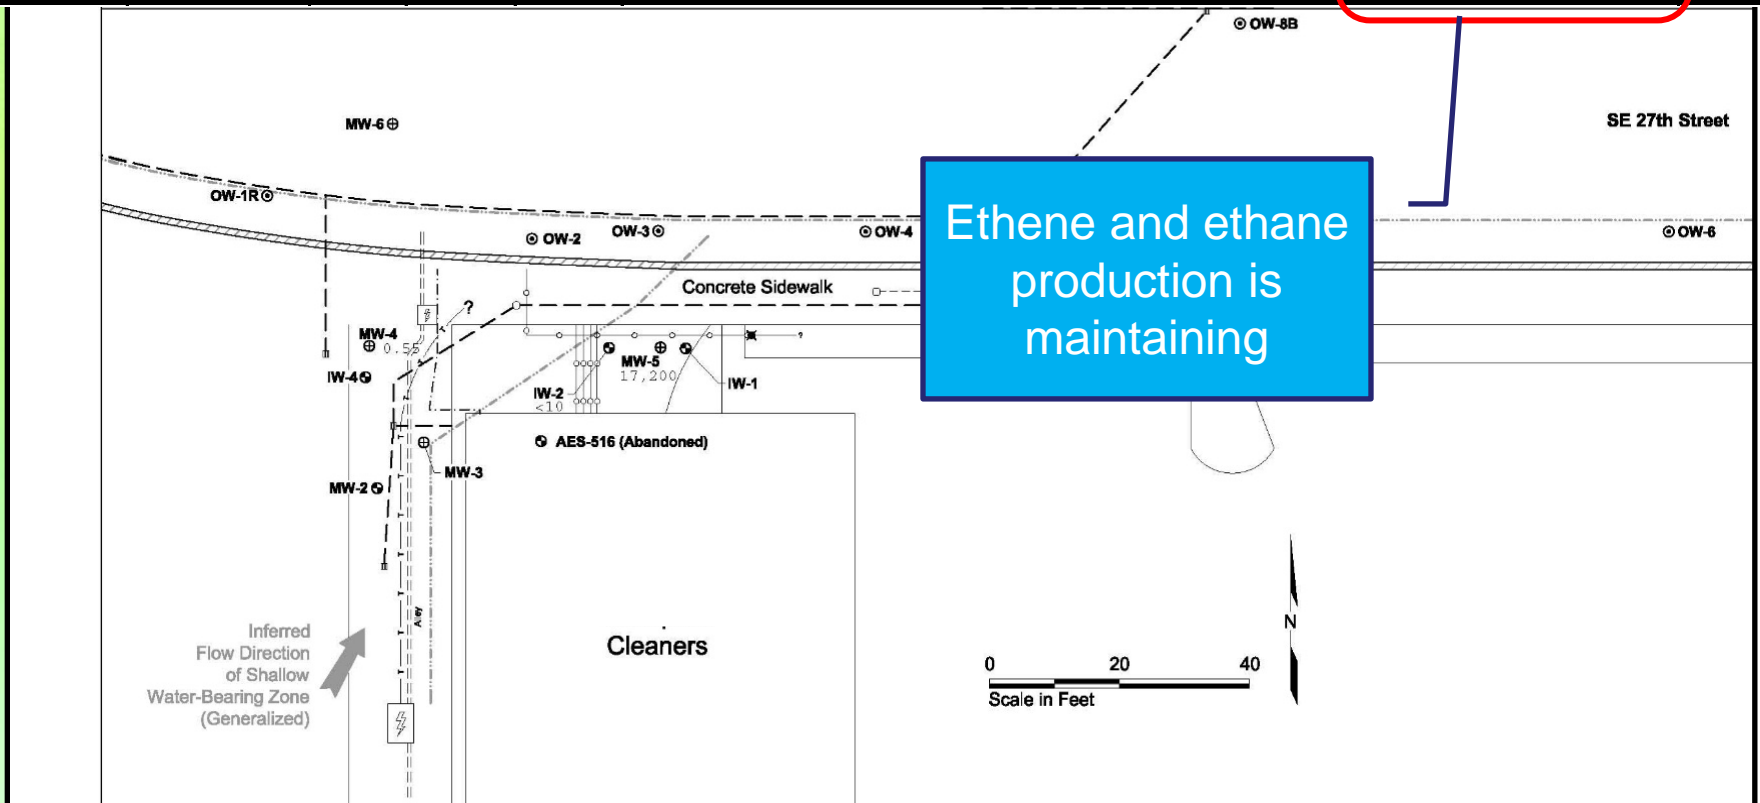 OW-8B
SE 27th Street
MW-6
OW-1R
OW-2
OW-3
OW-4
OW-6
Ethene and ethane
production is
maintaining
Concrete Sidewalk
?
MW-4
0.55
IW-4
MW-5
17,200
IW-2
<10
IW-1
?
AES-516 (Abandoned)
MW-3
MW-2
Alley
Inferred
Flow Direction
of Shallow
Water-Bearing Zone
(Generalized)
Cleaners
N
0 20 40
Scale in Feet